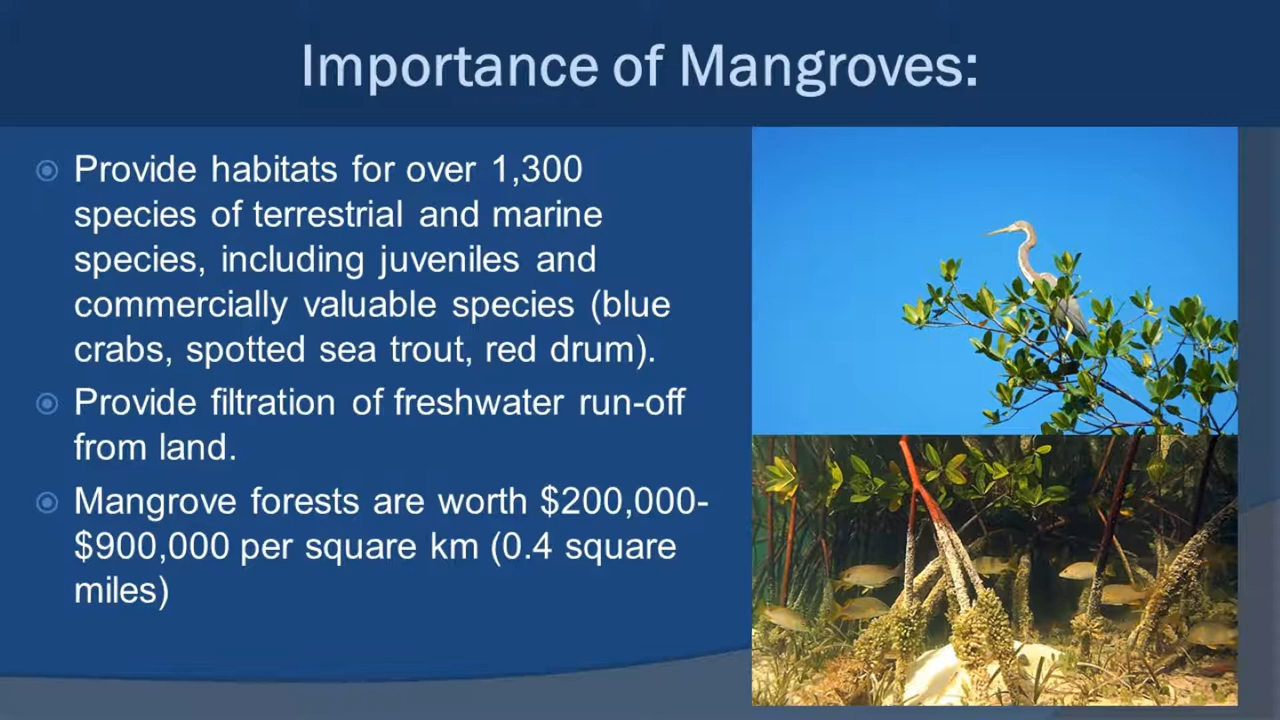 Importance of Mangroves:
Provide habitats for over 1,300
species of terrestrial and marine
species, including juveniles and
commercially valuable species (blue
crabs, spotted sea trout, red drum).
Provide filtration of freshwater run-off
from land.
Mangrove forests are worth $200,000-
$900,000 per square km (0.4 square
miles)